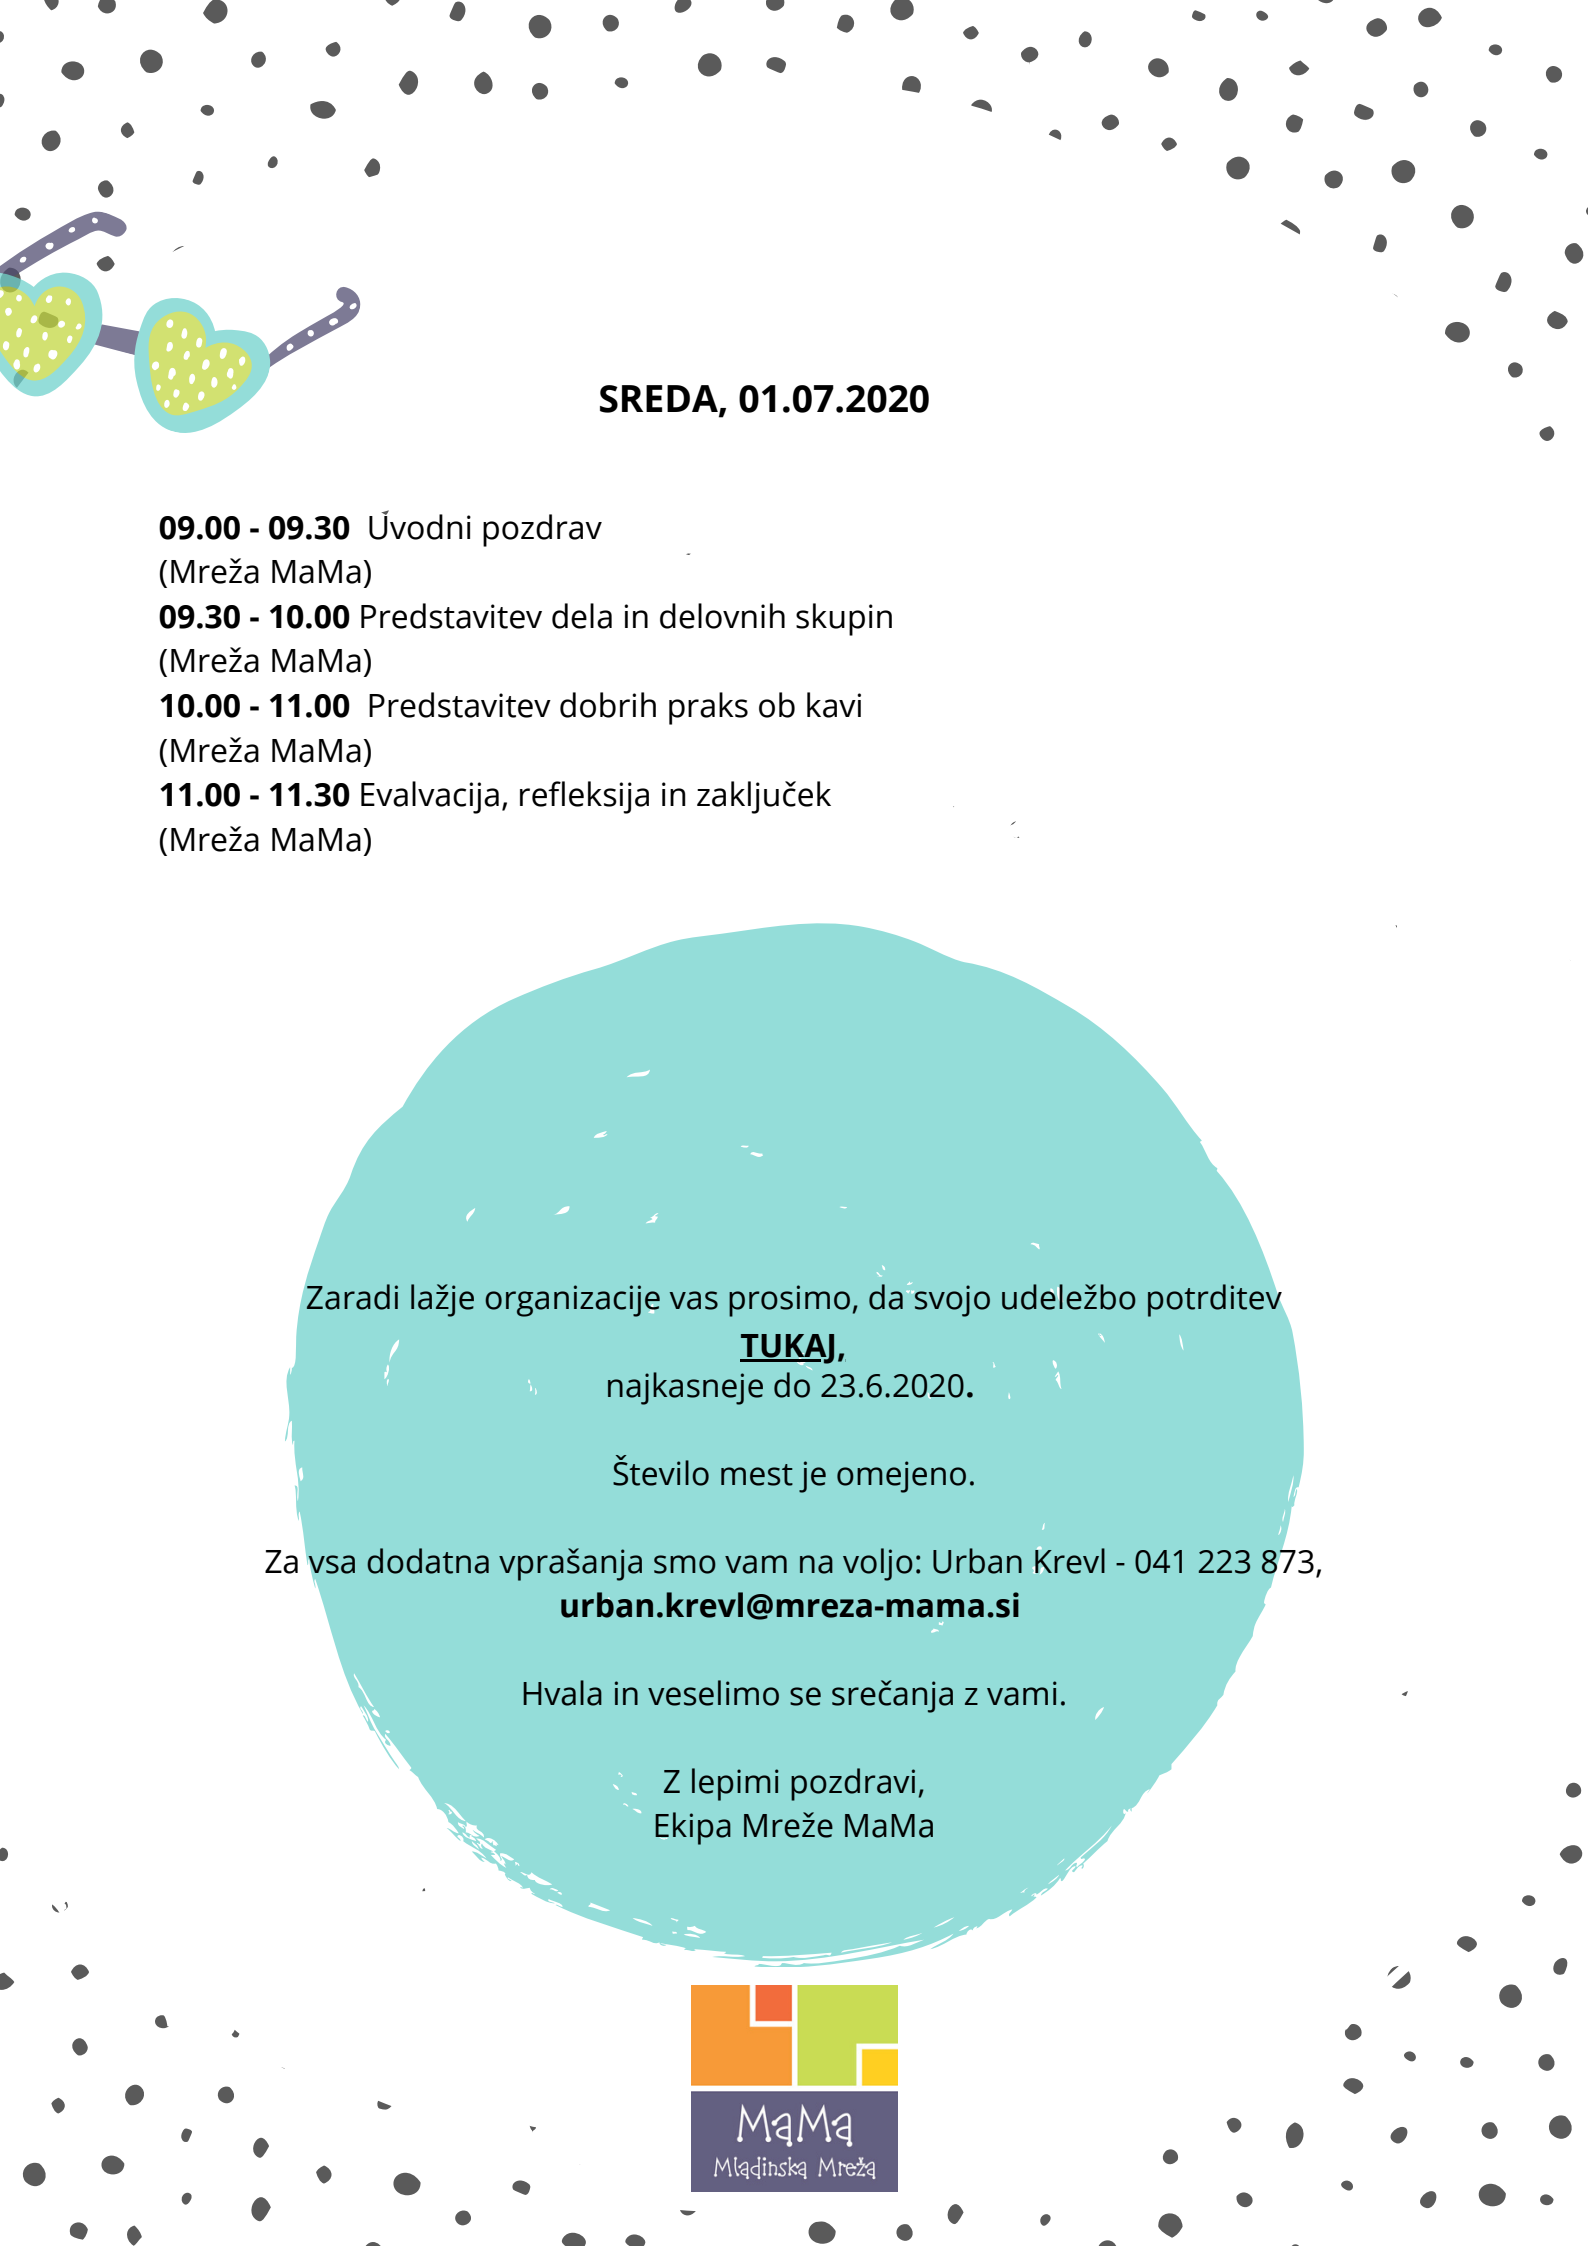 SREDA, 01.07.2020
09.00 - 09.30 Uvodni pozdrav
(Mreža MaMa)
09.30 - 10.00 Predstavitev dela in delovnih skupin
(Mreža MaMa)
10.00 - 11.00 Predstavitev dobrih praks ob kavi
(Mreža MaMa)
11.00 - 11.30 Evalvacija, refleksija in zaključek
(Mreža MaMa)
Zaradi lažje organizacije vas prosimo, da svojo udeležbo potrditev
TUKAJ,
najkasneje do 23.6.2020.
Število mest je omejeno.
Za vsa dodatna vprašanja smo vam na voljo: Urban Krevl - 041 223 873,
urban.krevl@mreza-mama.si
Hvala in veselimo se srečanja z vami.
Z lepimi pozdravi,
Ekipa Mreže MaMa
MaMa
Mladinska Mreža